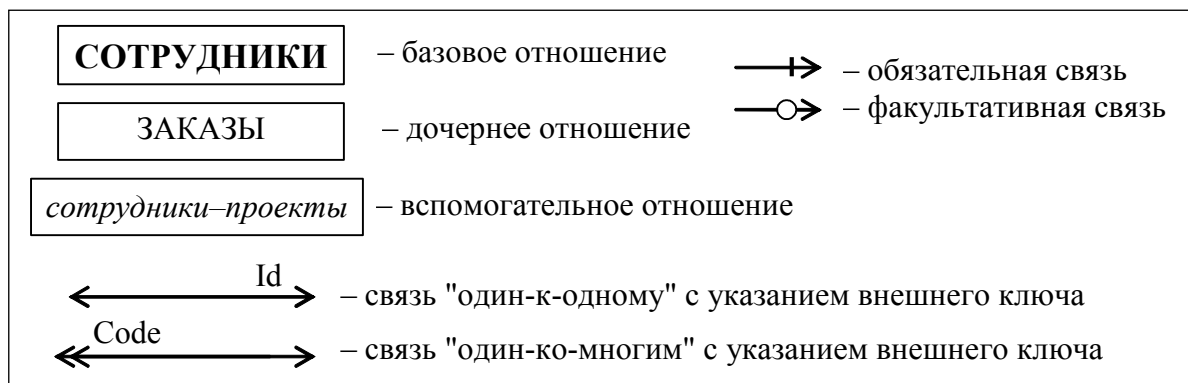 СОТРУДНИКИ – базовое отношение
– обязательная связь
– факультативная связь
ЗАКАЗЫ – дочернее отношение
сотрудники–проекты – вспомогательное отношение
Id – связь "один-к-одному" с указанием внешнего ключа
Code – связь "один-ко-многим" с указанием внешнего ключа